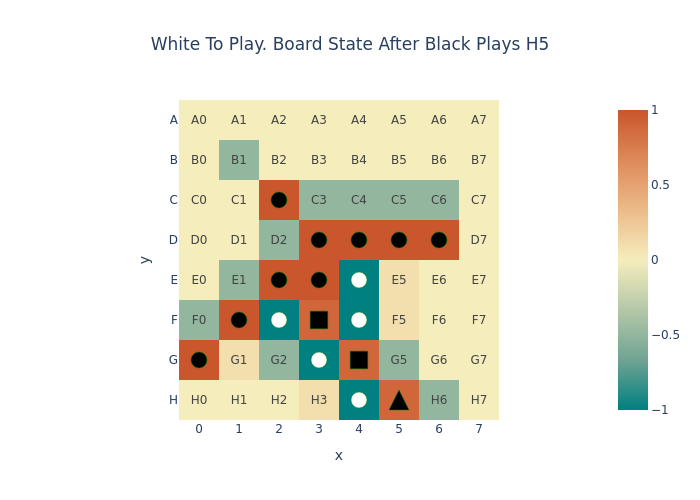 White To Play. Board State After Black Plays H5
A A0 A1 A2 A3 A4 A5 A6 A7
B B0 B1 B2 B3 B4 B5 B6 B7
C C0 C1 C3 C4 C5 C6 C7
D D0 D1 D2 D7
E E0 E1 E5 E6 E7
F F0 F5 F6 F7
G G1 G2 G5 G6 G7
H H0 H1 H2 H3 H6 H7
0 1 2 3 4 5 6 7
x
y
1
0.5
0
−0.5
−1